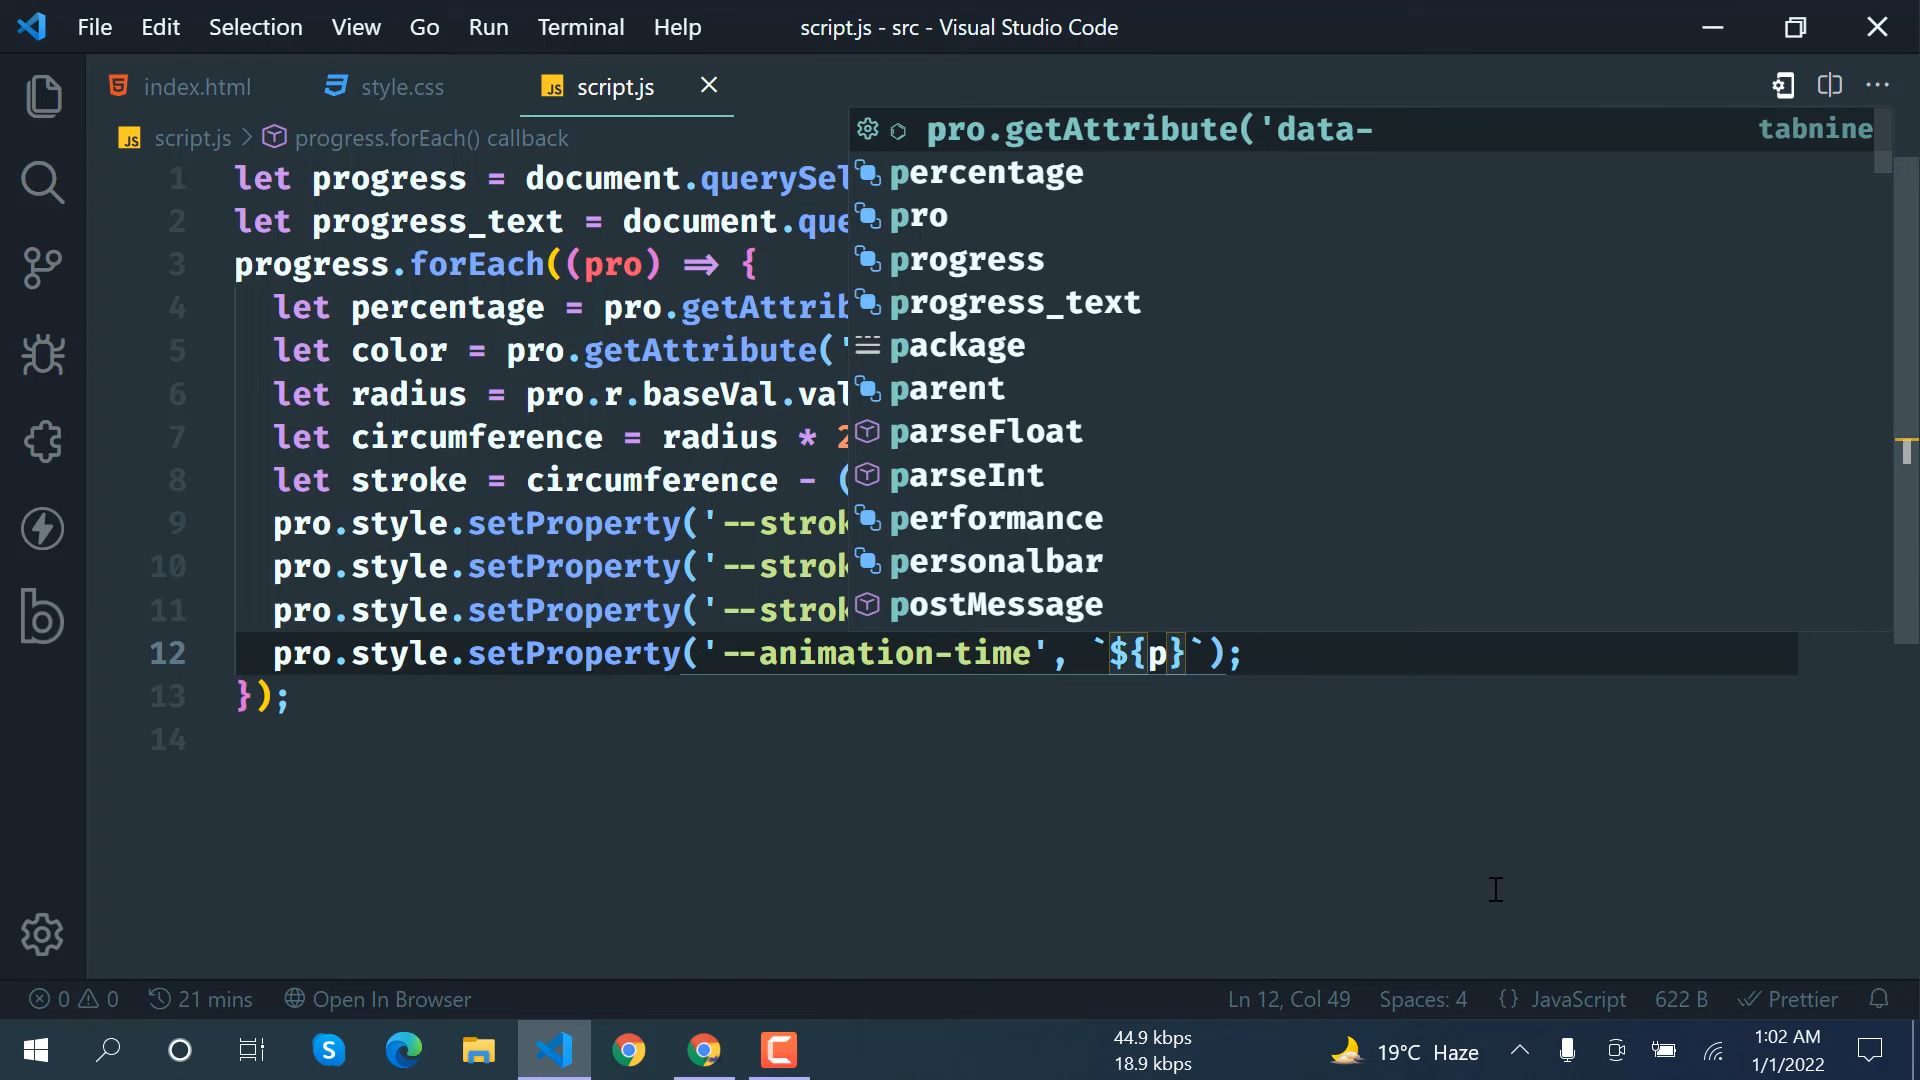 File Edit Selection View Go Run Terminal Help script.js - src - Visual Studio Code
index.html style.css JS script.js
JS script.js > progress.forEach() callback
pro.getAttribute('data- tabnine
percentage
pro
progress
progress_text
package
parent
parseFloat
parseInt
performance
personalbar
postMessage
1 let progress = document.querySel
2 let progress_text = document.que
3 progress.forEach((pro) => {
4 let percentage = pro.getAttrib
5 let color = pro.getAttribute('
6 let radius = pro.r.baseVal.val
7 let circumference = radius * 2
8 let stroke = circumference - (
9 pro.style.setProperty('--strok
10 pro.style.setProperty('--strok
11 pro.style.setProperty('--strok
12 pro.style.setProperty('--animation-time', `${p}`);
13 });
14
0 0 21 mins Open In Browser Ln 12, Col 49 Spaces: 4 {} JavaScript 622 B Prettier
44.9 kbps
18.9 kbps
19°C Haze
1:02 AM
1/1/2022